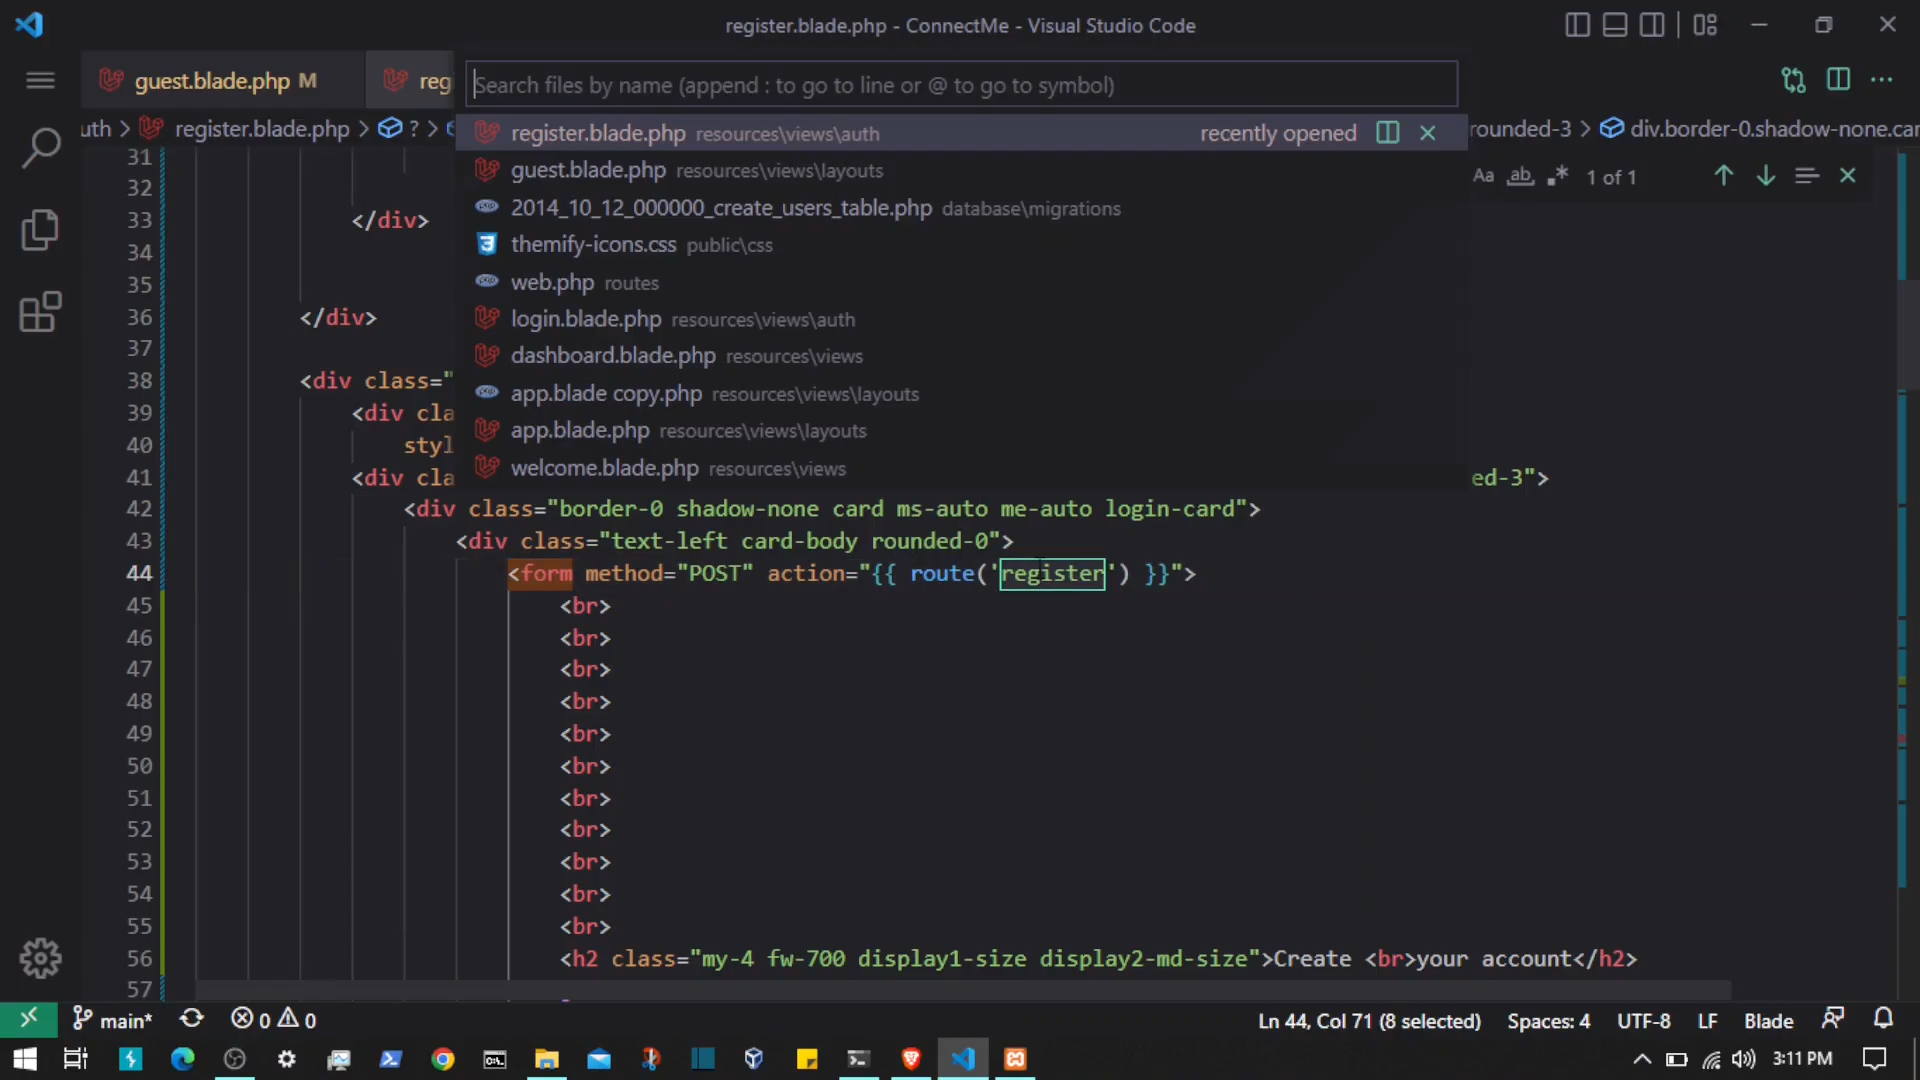 register.blade.php - ConnectMe - Visual Studio Code
guest.blade.php M
reg
Search files by name (append : to go to line or @ to go to symbol)
uth > register.blade.php > ? >
rounded-3 > div.border-0.shadow-none.car
register.blade.php resources\views\auth recently opened
guest.blade.php resources\views\layouts
Aa ab 1 of 1
2014_10_12_000000_create_users_table.php database\migrations
themify-icons.css public\css
web.php routes
login.blade.php resources\views\auth
dashboard.blade.php resources\views
app.blade copy.php resources\views\layouts
app.blade.php resources\views\layouts
welcome.blade.php resources\views
31
32
33 </div>
34
35
36 </div>
37
38 <div class="
39 <div cla
40 styl
41 <div cla ed-3">
42 <div class="border-0 shadow-none card ms-auto me-auto login-card">
43 <div class="text-left card-body rounded-0">
44 <form method="POST" action="{{ route('register') }}">
45 <br>
46 <br>
47 <br>
48 <br>
49 <br>
50 <br>
51 <br>
52 <br>
53 <br>
54 <br>
55 <br>
56 <h2 class="my-4 fw-700 display1-size display2-md-size">Create <br>your account</h2>
57
main* 0 0 Ln 44, Col 71 (8 selected) Spaces: 4 UTF-8 LF Blade
3:11 PM